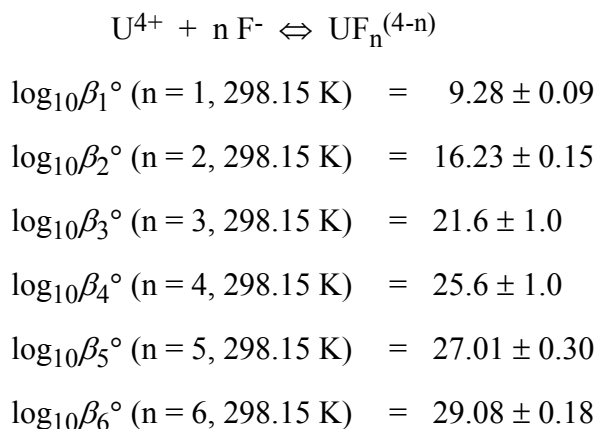 U⁴⁺ + n F⁻ ⇔ UFₙ⁽⁴⁻ⁿ⁾
log₁₀β₁° (n = 1, 298.15 K) = 9.28 ± 0.09
log₁₀β₂° (n = 2, 298.15 K) = 16.23 ± 0.15
log₁₀β₃° (n = 3, 298.15 K) = 21.6 ± 1.0
log₁₀β₄° (n = 4, 298.15 K) = 25.6 ± 1.0
log₁₀β₅° (n = 5, 298.15 K) = 27.01 ± 0.30
log₁₀β₆° (n = 6, 298.15 K) = 29.08 ± 0.18